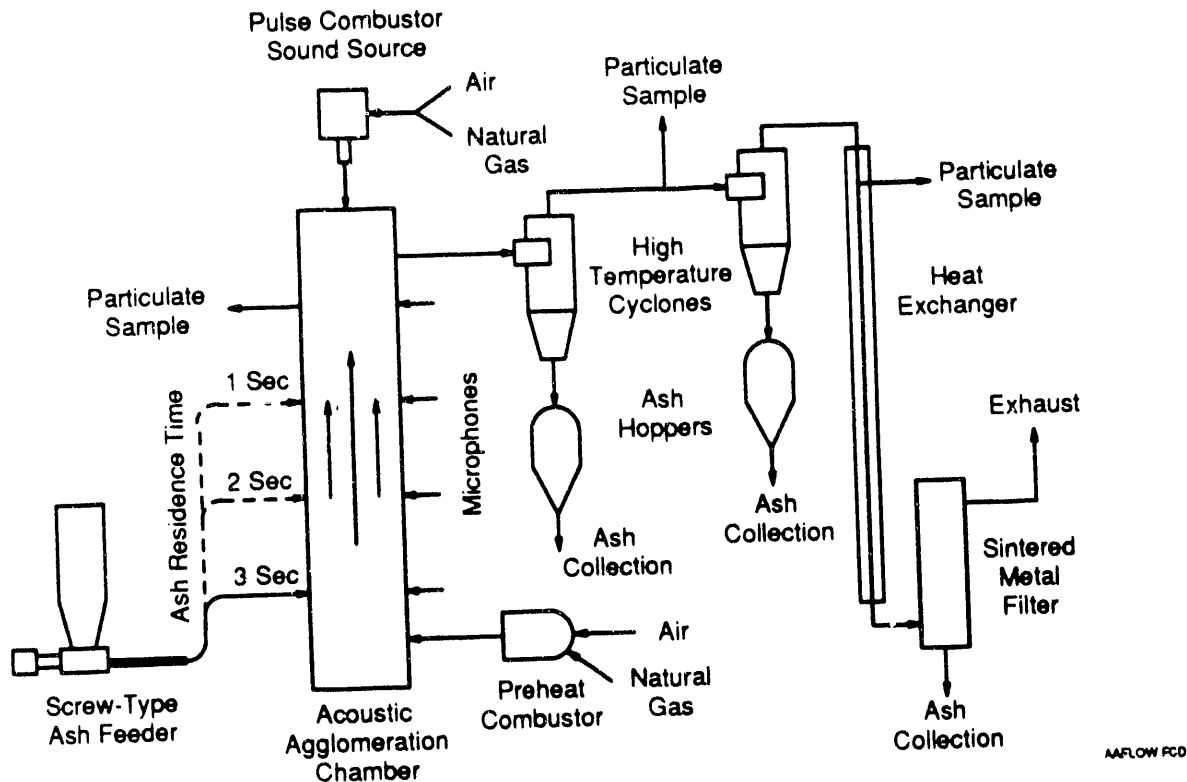 Pulse Combustor
Sound Source
Air
Natural
Gas
Particulate
Sample
Particulate
Sample
High
Temperature
Cyclones
Heat
Exchanger
Particulate
Sample
1 Sec
2 Sec
3 Sec
Ash Residence Time
Microphones
Ash
Hoppers
Exhaust
Ash
Collection
Ash
Collection
Sintered
Metal
Filter
Air
Natural
Gas
Preheat
Combustor
Screw-Type
Ash Feeder
Acoustic
Agglomeration
Chamber
Ash
Collection
AAFLOW FCD